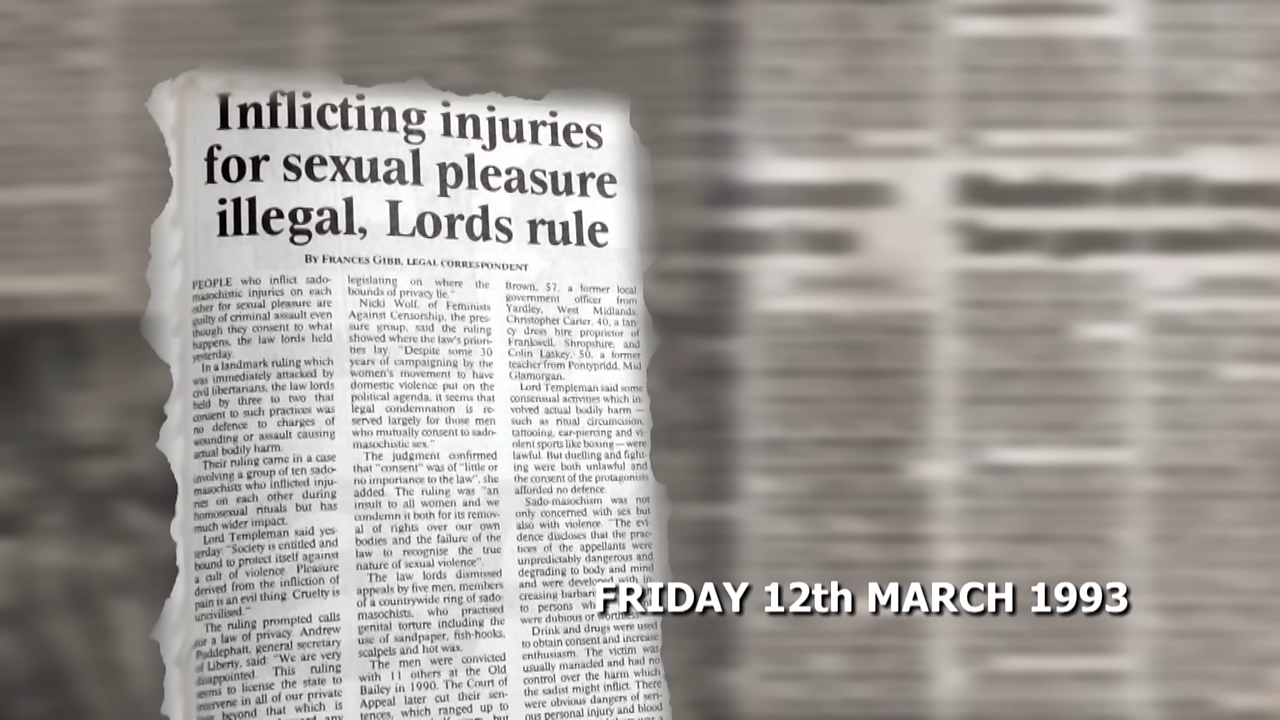 Inflicting injuries
for sexual pleasure
illegal, Lords rule
BY FRANCES GIBB, LEGAL CORRESPONDENT
PEOPLE who inflict sado-
masochistic injuries on each
other for sexual pleasure are
guilty of criminal assault even
though they consent to what
happens, the law lords held
yesterday.
In a landmark ruling which
was immediately attacked by
civil libertarians, the law lords
held by three to two that
consent to such practices was
no defence to charges of
wounding or assault causing
actual bodily harm.
Their ruling came in a case
involving a group of ten sado-
masochists who inflicted inju-
ries on each other during
homosexual rituals but has
much wider impact.
Lord Templeman said yes-
terday "Society is entitled and
bound to protect itself against
a cult of violence. Pleasure
derived from the infliction of
pain is an evil thing. Cruelty is
uncivilised."
The ruling prompted calls
for a law of privacy. Andrew
Puddephatt, general secretary
of Liberty, said: "We are very
disappointed. This ruling
seems to license the state to
intervene in all of our private
beyond that which is
any
legislating on where the
bounds of privacy lie."
Nicki Wolf, of Feminists
Against Censorship, the pres-
sure group, said the ruling
showed where the law's priori-
ties lay. "Despite some 30
years of campaigning by the
women's movement to have
domestic violence put on the
political agenda, it seems that
legal condemnation is re-
served largely for those men
who mutually consent to sado-
masochistic sex."
The judgment confirmed
that "consent" was of "little or
no importance to the law", she
added. The ruling was "an
insult to all women and we
condemn it both for its remov-
al of rights over our own
bodies and the failure of the
law to recognise the true
nature of sexual violence".
The law lords dismissed
appeals by five men, members
of a countrywide ring of sado-
masochists, who practised
genital torture including the
use of sandpaper, fish-hooks,
scalpels and hot wax.
The men were convicted
with 11 others at the Old
Bailey in 1990. The Court of
Appeal later cut their sen-
tences, which ranged up to
but
Brown, 57, a former local
government officer from
Yardley, West Midlands,
Christopher Carter, 40, a fan-
cy dress hire proprietor of
Frankwell, Shropshire, and
Colin Laskey, 50, a former
teacher from Pontypridd, Mid
Glamorgan.
Lord Templeman said some
consensual activities which in-
volved actual bodily harm —
such as ritual circumcision,
tattooing, ear-piercing and vi-
olent sports like boxing — were
lawful. But duelling and fight-
ing were both unlawful and
the consent of the protagonists
afforded no defence.
Sado-masochism was not
only concerned with sex but
also with violence. "The evi-
dence discloses that the prac-
tices of the appellants were
unpredictably dangerous and
degrading to body and mind
and were developed with in-
creasing barbar
to persons wh
were dubious or worthless.
Drink and drugs were used
to obtain consent and increase
enthusiasm. The victim was
usually manacled and had no
control over the harm which
the sadist might inflict. There
were obvious dangers of seri-
ous personal injury and blood
FRIDAY 12th MARCH 1993